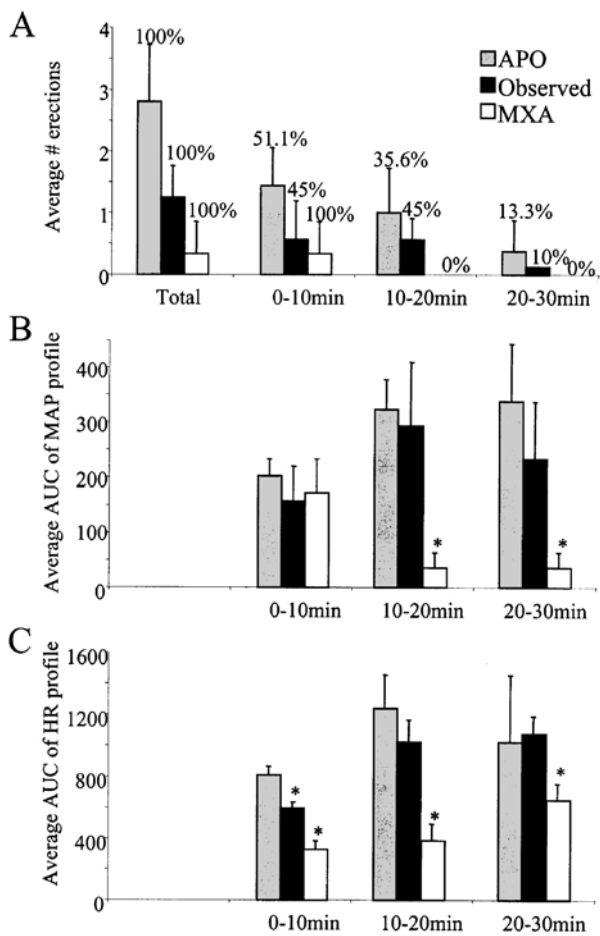 A
Average # erections
4
3
2
1
0
100%
100%
100%
51.1%
45%
100%
35.6%
45%
0%
13.3%
10%
0%
APO
Observed
MXA
Total
0-10min
10-20min
20-30min
B
Average AUC of MAP profile
400
300
200
100
0
*
*
0-10min
10-20min
20-30min
C
Average AUC of HR profile
1600
1200
800
400
0
*
*
*
*
0-10min
10-20min
20-30min